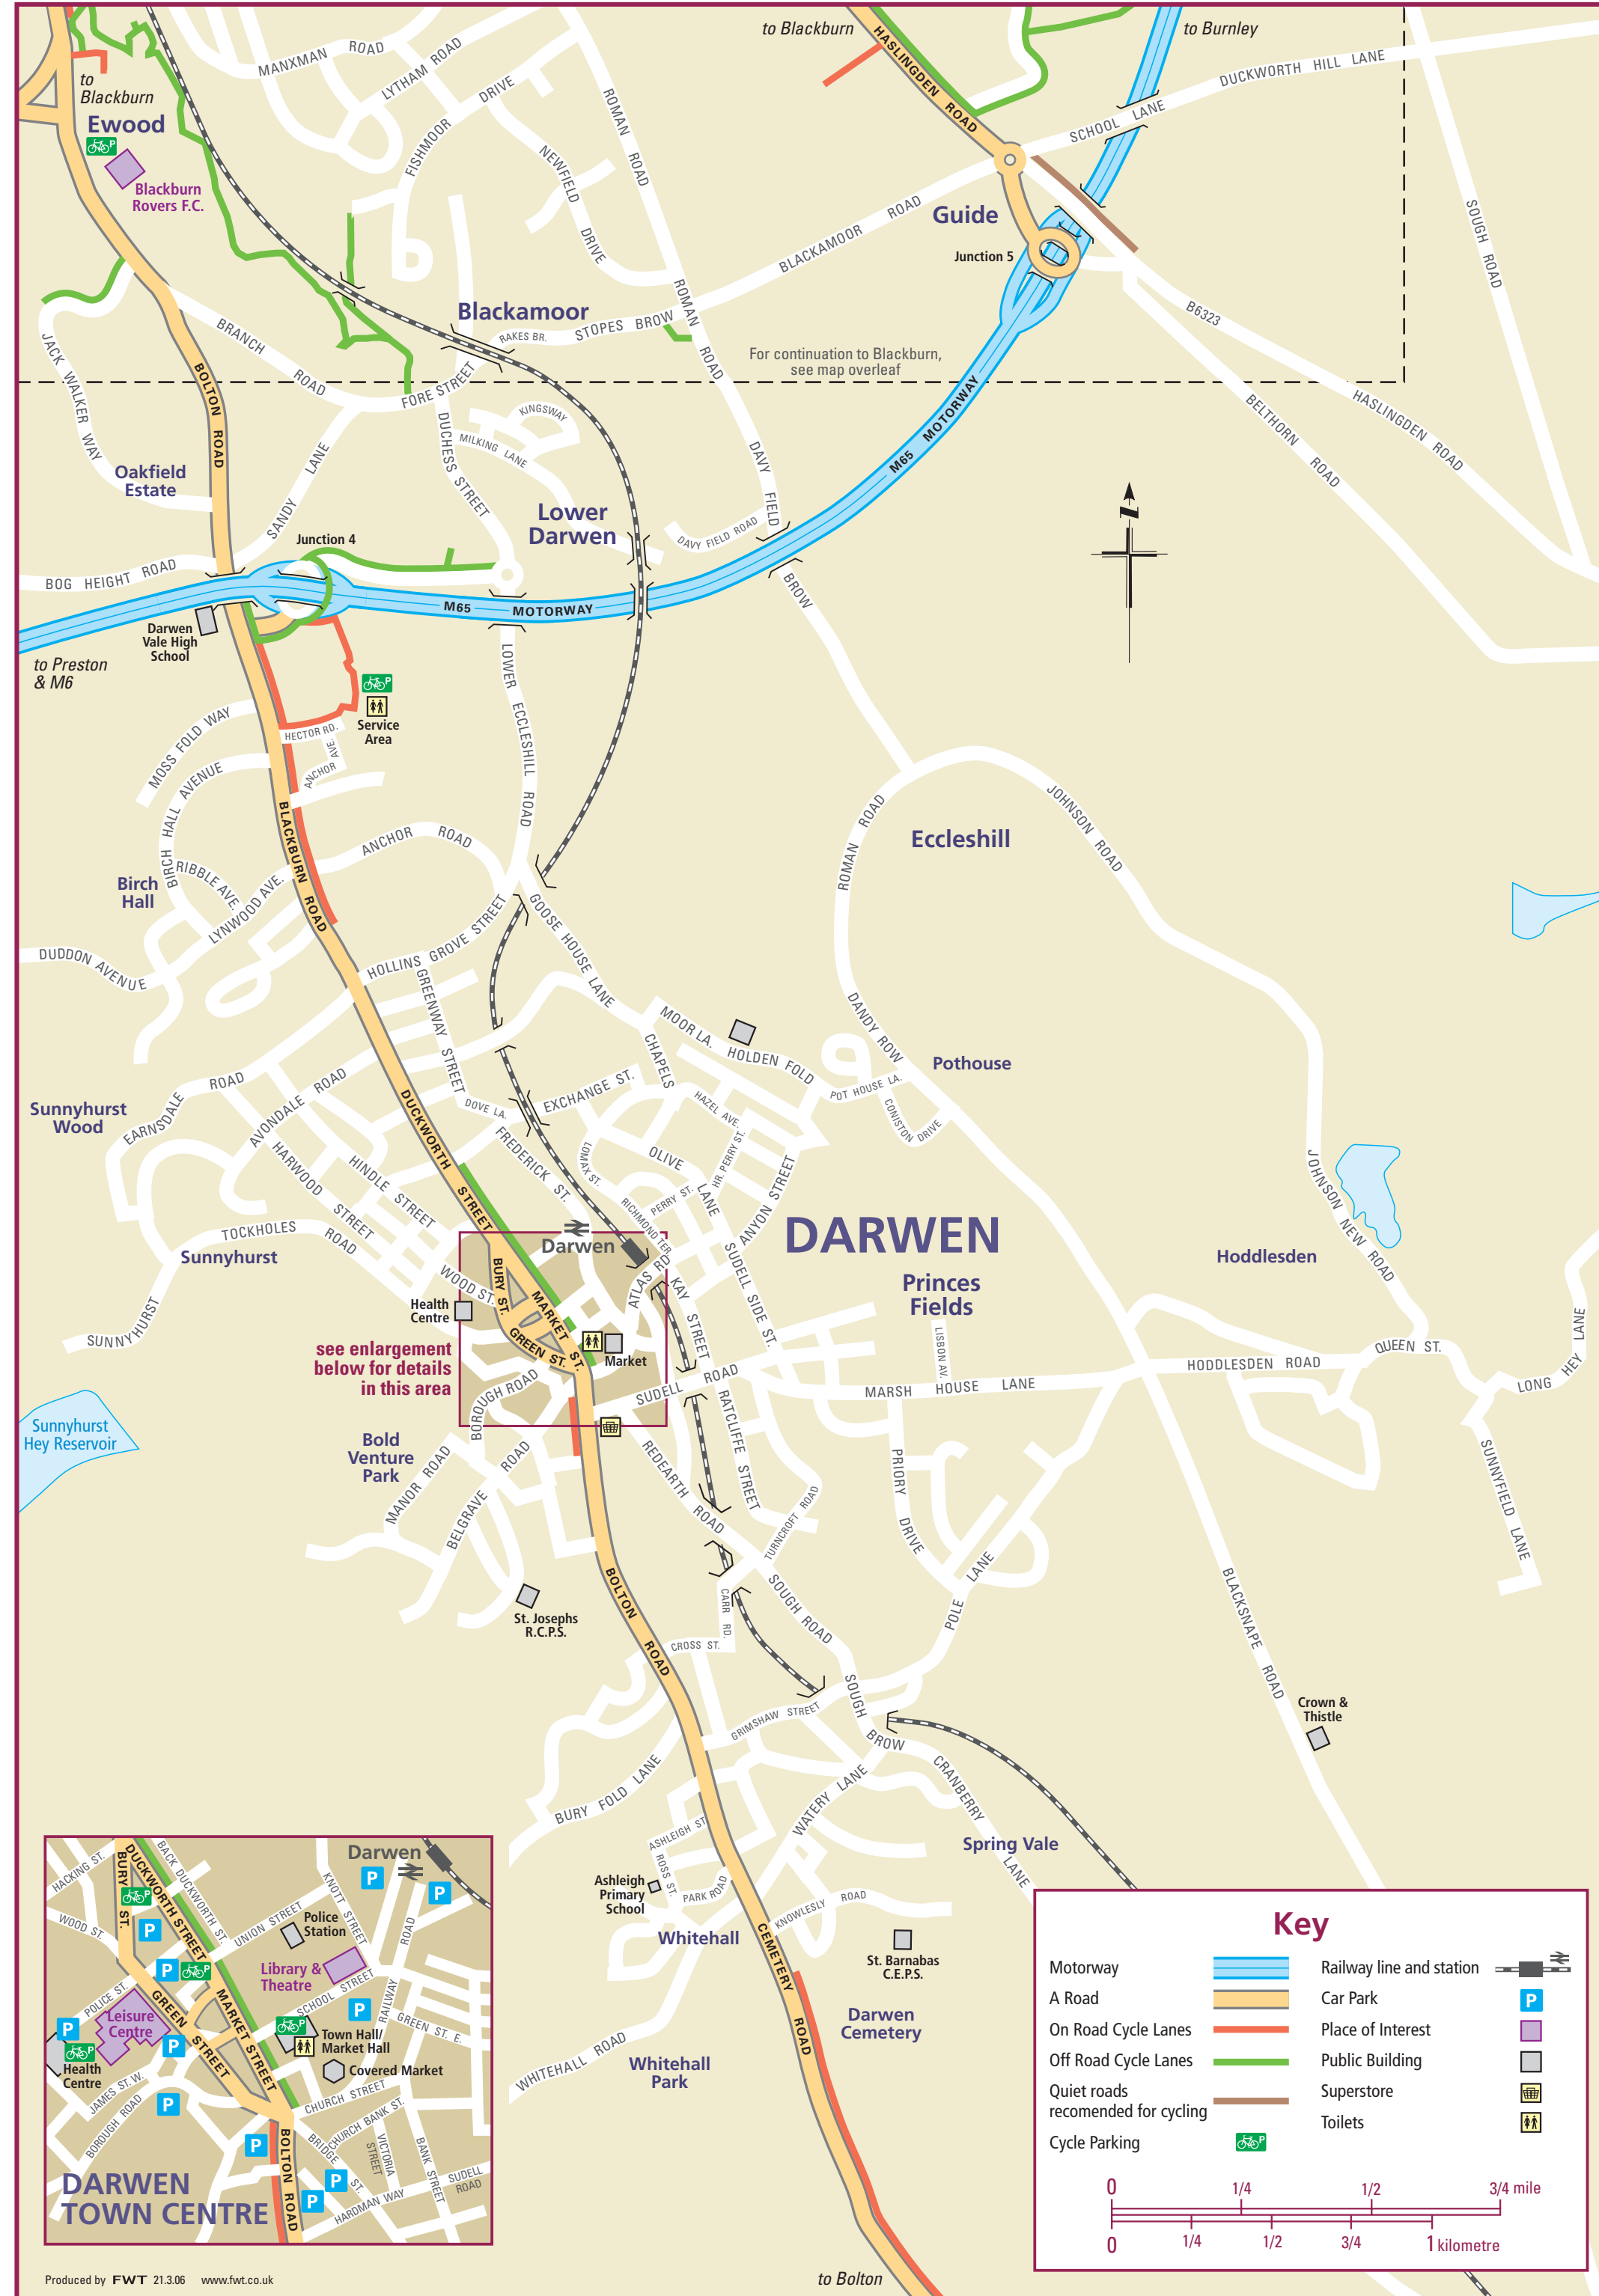 to Blackburn
Ewood
Blackburn
Rovers F.C.
MANXMAN ROAD
LYTHAM ROAD
FISHMOOR DRIVE
NEWFIELD DRIVE
ROMAN ROAD
to Blackburn
HASLINGDEN ROAD
to Burnley
DUCKWORTH HILL LANE
SCHOOL LANE
SOUGH ROAD
Guide
Junction 5
BLACKAMOOR ROAD
B6323
Blackamoor
RAKES BR.
STOPES BROW
ROMAN ROAD
For continuation to Blackburn,
see map overleaf
JACK WALKER WAY
BRANCH ROAD
BOLTON ROAD
FORE STREET
KINGSWAY
MILKING LANE
DUCHESS STREET
DAVY FIELD BROW
M65 MOTORWAY
BELTHORN ROAD
HASLINGDEN ROAD
Oakfield
Estate
SANDY LANE
Lower
Darwen
DAVY FIELD ROAD
N
Junction 4
BOG HEIGHT ROAD
M65 MOTORWAY
Darwen
Vale High
School
to Preston
& M6
LOWER ECCLESHILL ROAD
Service
Area
MOSS FOLD WAY
HECTOR RD.
ANCHOR AVE.
BIRCH HALL AVENUE
BLACKBURN ROAD
ANCHOR ROAD
RIBBLE AVE.
LYNWOOD AVE.
Birch
Hall
Eccleshill
ROMAN ROAD
JOHNSON ROAD
DUDDON AVENUE
HOLLINS GROVE STREET
GOOSE HOUSE LANE
GREENWAY STREET
MOOR LA.
CHAPELS
HOLDEN FOLD
DANDY ROW
Pothouse
POT HOUSE LA.
CONISTON DRIVE
Sunnyhurst
Wood
EARNSDALE ROAD
AVONDALE ROAD
DUCKWORTH STREET
DOVE LA.
EXCHANGE ST.
HAZEL AVE.
HARWOOD STREET
HINDLE STREET
FREDERICK ST.
LOMAX ST.
OLIVE LANE
HR. PERRY ST.
PERRY ST.
RICHMOND TER.
ANYON STREET
TOCKHOLES ROAD
Sunnyhurst
SUNNYHURST
Darwen
DARWEN
Princes
Fields
Hoddlesden
JOHNSON NEW ROAD
WOOD ST.
BURY ST.
MARKET ST.
GREEN ST.
ATLAS RD
KAY STREET
SUDELL SIDE ST.
Health
Centre
Market
see enlargement
below for details
in this area
BOROUGH ROAD
SUDELL ROAD
MARSH HOUSE LANE
LISBON AV.
HODDLESDEN ROAD
QUEEN ST.
LONG HEY LANE
SUNNYFIELD LANE
Sunnyhurst
Hey Reservoir
Bold
Venture
Park
MANOR ROAD
BELGRAVE ROAD
REDEARTH ROAD
RATCLIFFE STREET
TURNCROFT ROAD
PRIORY DRIVE
POLE LANE
BLACKSNAPE ROAD
St. Josephs
R.C.P.S.
BOLTON ROAD
CARR RD.
CROSS ST.
SOUGH ROAD
SOUGH BROW
GRIMSHAW STREET
Crown &
Thistle
BURY FOLD LANE
WATERY LANE
CRANBERRY LANE
Spring Vale
ASHLEIGH ST
ROSS ST.
PARK ROAD
Ashleigh
Primary
School
KNOWLESLY ROAD
Whitehall
CEMETERY ROAD
St. Barnabas
C.E.P.S.
Darwen
Cemetery
WHITEHALL ROAD
Whitehall
Park
to Bolton
HACKING ST.
BURY ST.
DUCKWORTH STREET
BACK DUCKWORTH ST.
Darwen
P
P
WOOD ST.
P
UNION STREET
KNOTT STREET
Police
Station
Library &
Theatre
P
POLICE ST.
GREEN STREET
MARKET STREET
SCHOOL STREET
RAILWAY ROAD
GREEN ST. E.
P
P
Leisure
Centre
P
Health
Centre
Town Hall/
Market Hall
Covered Market
JAMES ST. W.
BOROUGH ROAD
P
CHURCH STREET
CHURCH BANK ST.
BRIDGE ST.
VICTORIA STREET
BANK STREET
SUDELL ROAD
HARDMAN WAY
P
P
P
BOLTON ROAD
DARWEN
TOWN CENTRE
Key
Motorway
A Road
On Road Cycle Lanes
Off Road Cycle Lanes
Quiet roads
recomended for cycling
Cycle Parking
Railway line and station
Car Park
P
Place of Interest
Public Building
Superstore
Toilets
0 1/4 1/2 3/4 mile
0 1/4 1/2 3/4 1 kilometre
Produced by FWT 21.3.06 www.fwt.co.uk